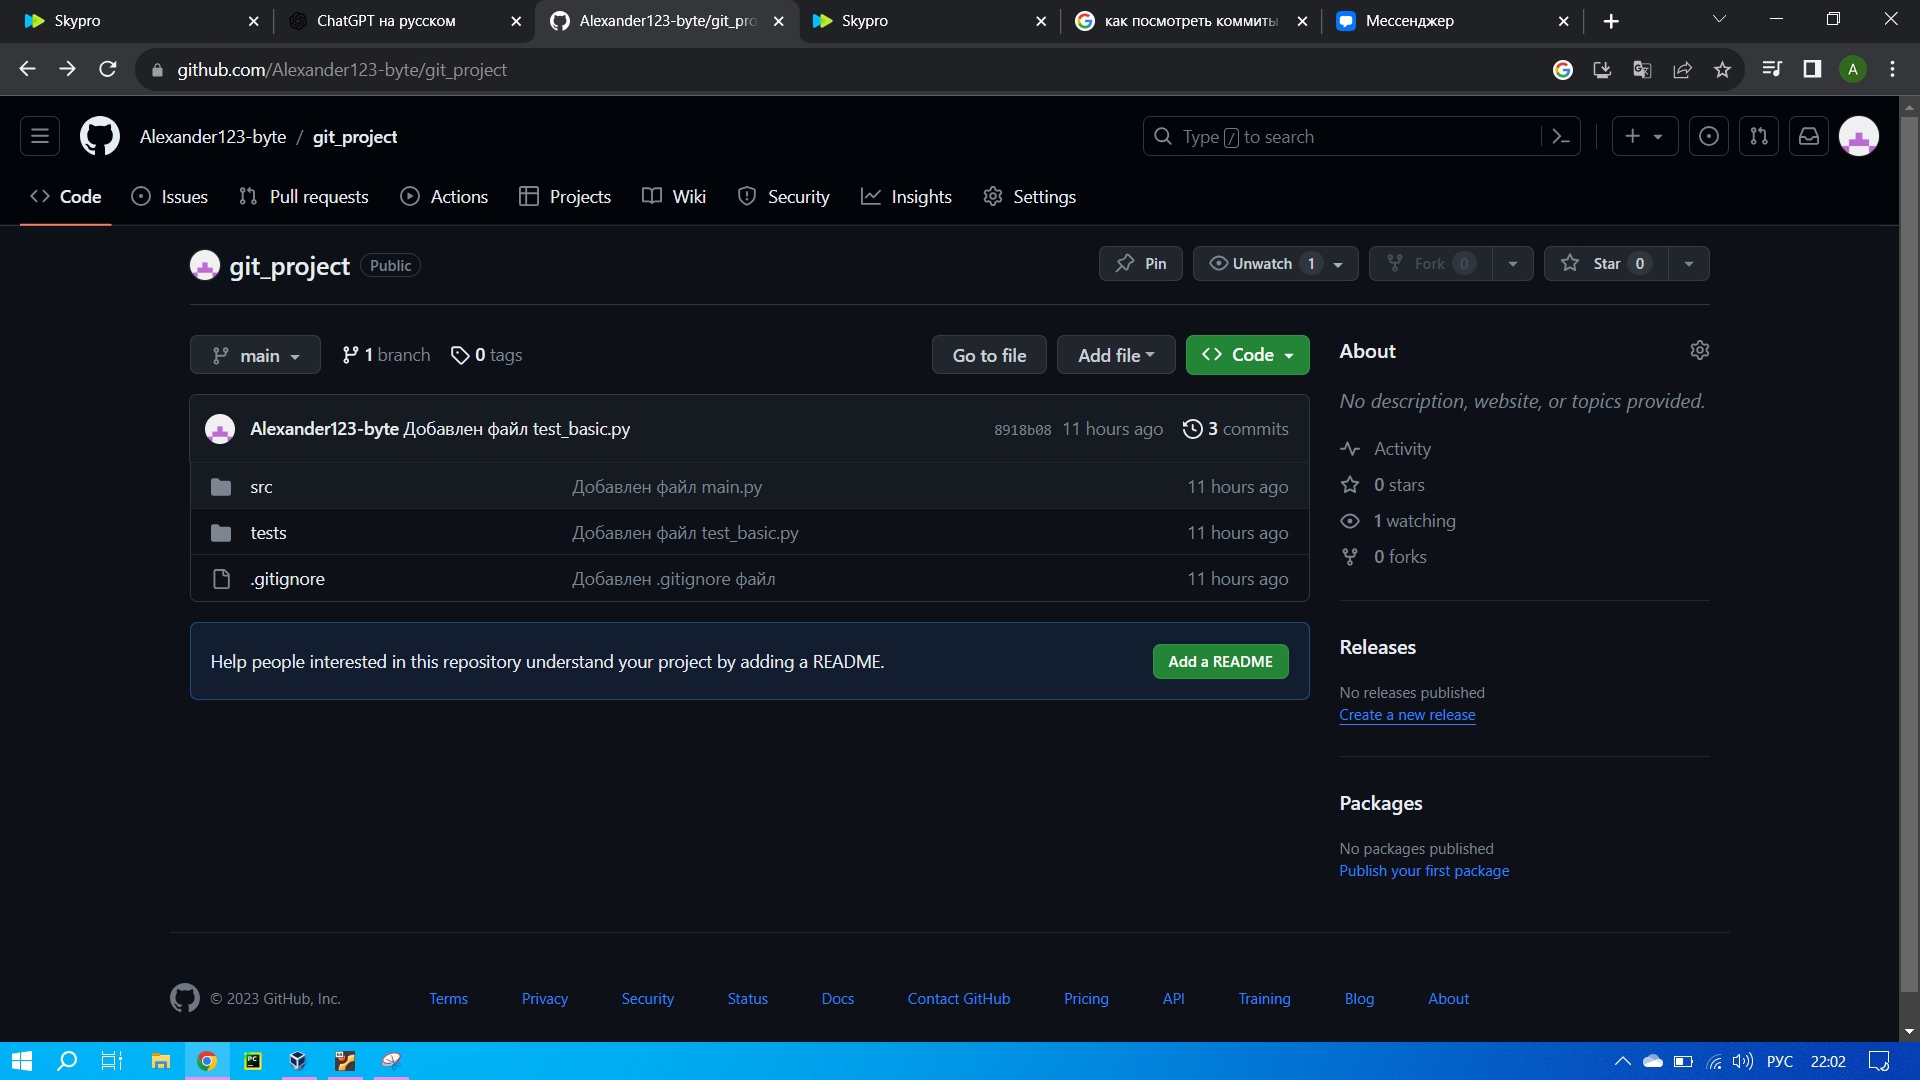 Skypro
ChatGPT на русском
Alexander123-byte/git_pro
Skypro
как посмотреть коммиты
Мессенджер
github.com/Alexander123-byte/git_project
A
Alexander123-byte / git_project
Type / to search
Code
Issues
Pull requests
Actions
Projects
Wiki
Security
Insights
Settings
git_project Public
Pin
Unwatch 1
Fork 0
Star 0
main
1 branch
0 tags
Go to file
Add file
Code
About
No description, website, or topics provided.
Alexander123-byte Добавлен файл test_basic.py 8918b08 11 hours ago 3 commits
src Добавлен файл main.py 11 hours ago
tests Добавлен файл test_basic.py 11 hours ago
.gitignore Добавлен .gitignore файл 11 hours ago
Activity
0 stars
1 watching
0 forks
Help people interested in this repository understand your project by adding a README.
Add a README
Releases
No releases published
Create a new release
Packages
No packages published
Publish your first package
© 2023 GitHub, Inc.
Terms
Privacy
Security
Status
Docs
Contact GitHub
Pricing
API
Training
Blog
About
PC
РУС
22:02